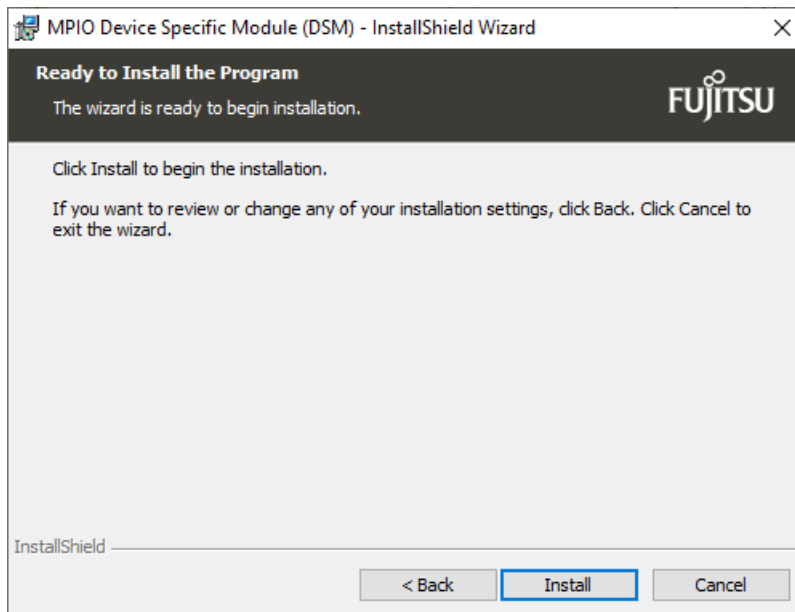 MPIO Device Specific Module (DSM) - InstallShield Wizard
Ready to Install the Program
The wizard is ready to begin installation.
FUJITSU
Click Install to begin the installation.
If you want to review or change any of your installation settings, click Back. Click Cancel to
exit the wizard.
InstallShield
< Back
Install
Cancel